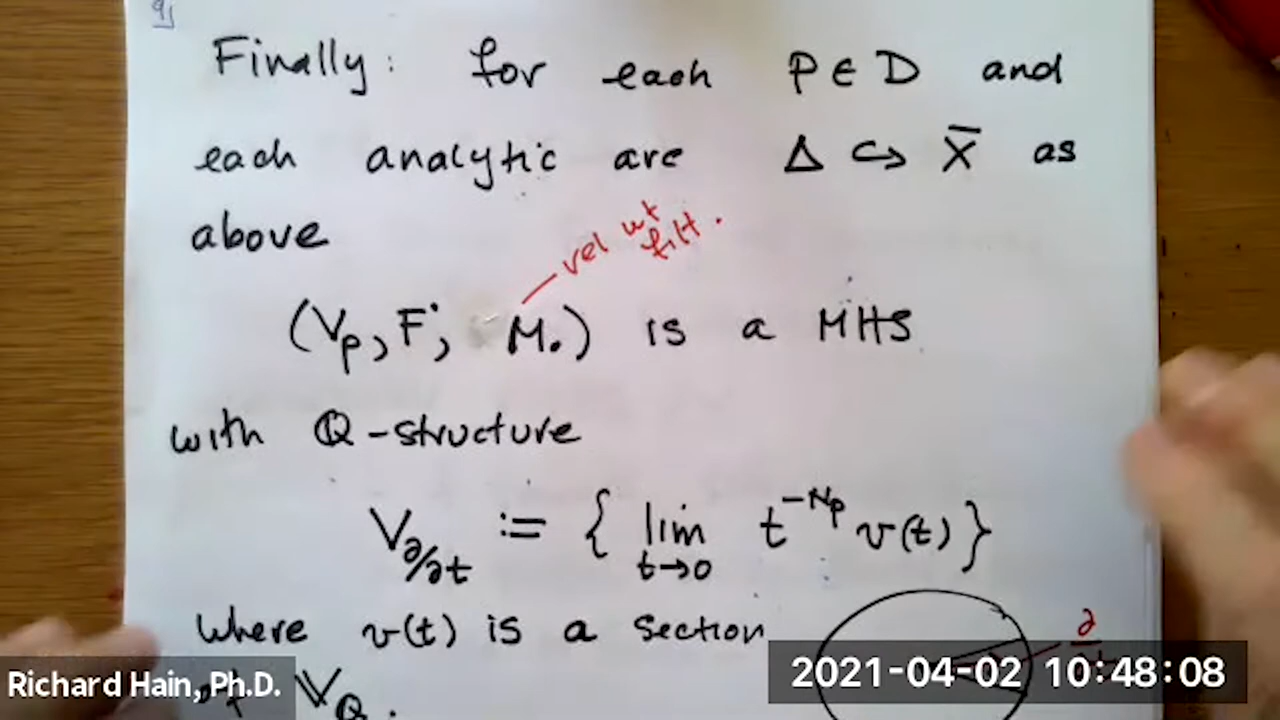 9
Finally: for each P ∈ D and
each analytic arc Δ ↪ X̄ as
above
rel wt
filt.
(V_P, F^•, M_•) is a MHS
with ℚ-structure
V_{∂/∂t} := { lim_{t→0} t^{-N_P} v(t) }
where v(t) is a section
of 𝕍_ℚ.
∂
Richard Hain, Ph.D.
2021-04-02 10:48:08